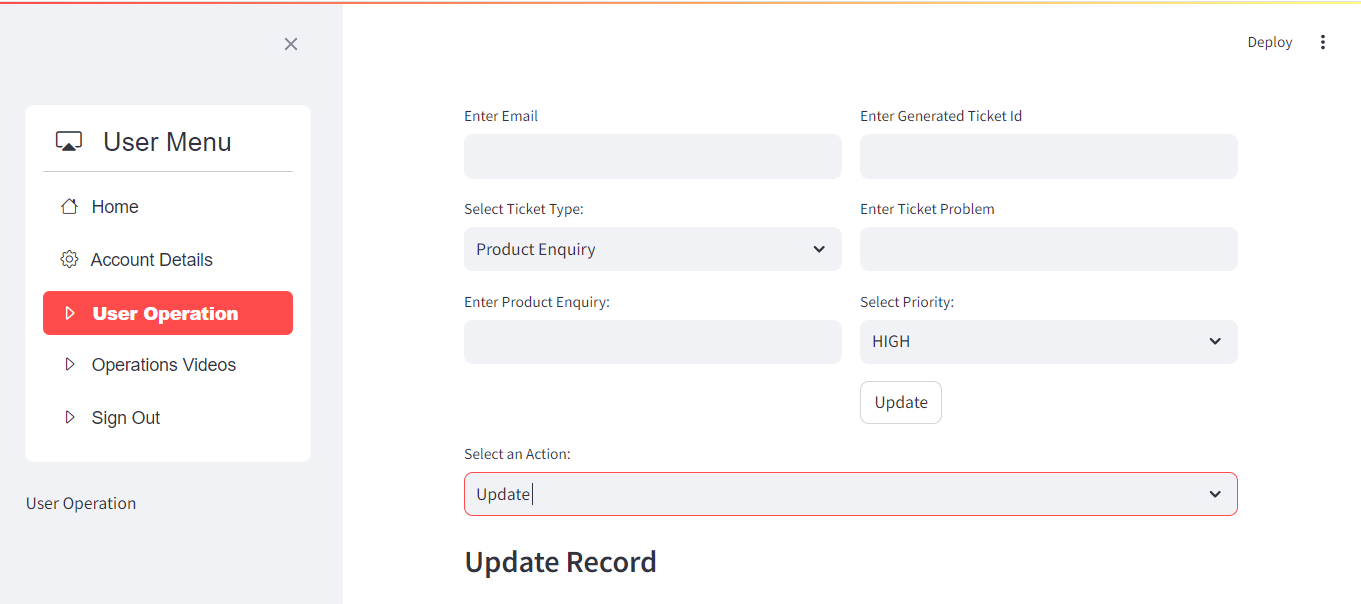 Deploy
User Menu
Home
Account Details
User Operation
Operations Videos
Sign Out
User Operation
Enter Email
Enter Generated Ticket Id
Select Ticket Type:
Enter Ticket Problem
Product Enquiry
Enter Product Enquiry:
Select Priority:
HIGH
Update
Select an Action:
Update
Update Record